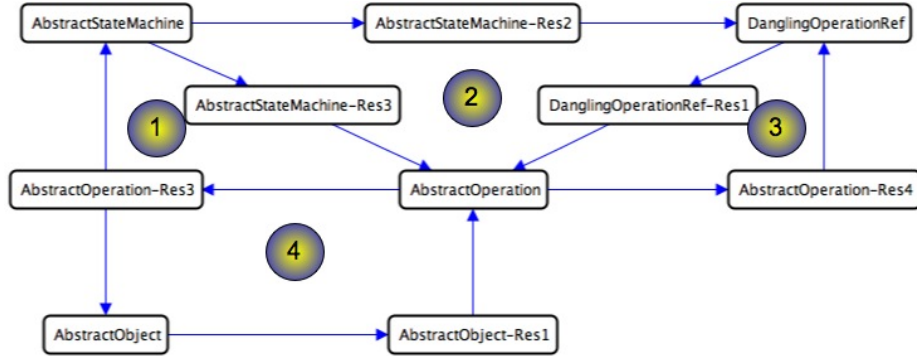 AbstractStateMachine
AbstractStateMachine-Res2
DanglingOperationRef
2
AbstractStateMachine-Res3
DanglingOperationRef-Res1
1
3
AbstractOperation-Res3
AbstractOperation
AbstractOperation-Res4
4
AbstractObject
AbstractObject-Res1